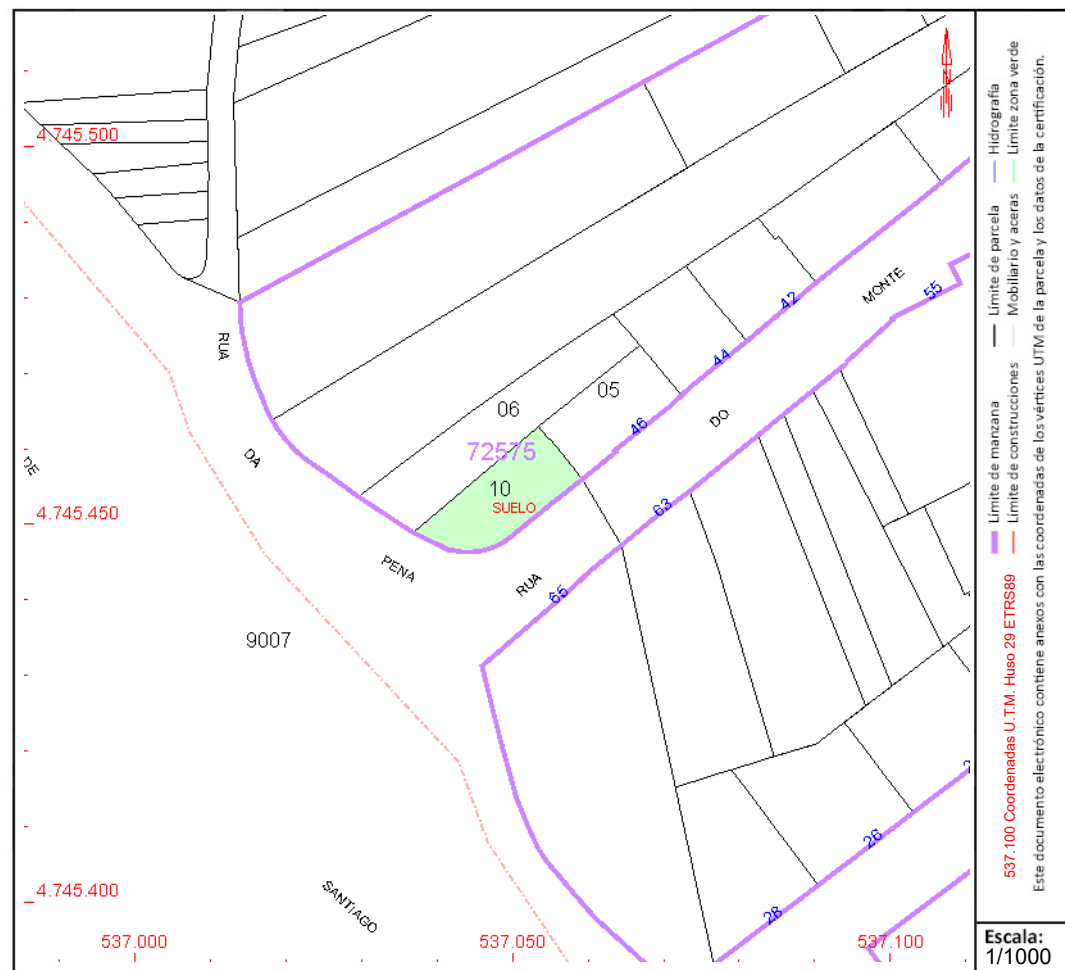 4.745.500
RUA
DA
PENA
DE
06
05
72575
10
SUELO
46
44
42
MONTE
DO
RUA
55
63
65
4.745.450
9007
4.745.400
SANTIAGO
26
28
537.000
537.050
537.100
N
Límite de manzana
Límite de parcela
Hidrografía
Límite de construcciones
Mobiliario y aceras
Límite zona verde
537.100 Coordenadas U.T.M. Huso 29 ETRS89
Este documento electrónico contiene anexos con las coordenadas de los vértices UTM de la parcela y los datos de la certificación.
Escala:
1/1000